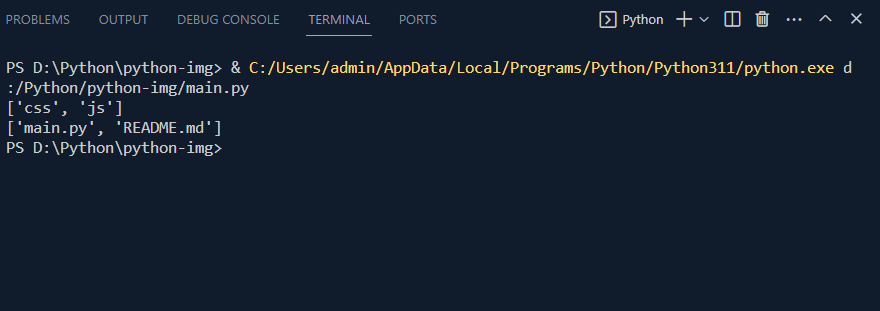 PROBLEMS OUTPUT DEBUG CONSOLE TERMINAL PORTS Python
PS D:\Python\python-img> & C:/Users/admin/AppData/Local/Programs/Python/Python311/python.exe d
:/Python/python-img/main.py
['css', 'js']
['main.py', 'README.md']
PS D:\Python\python-img>